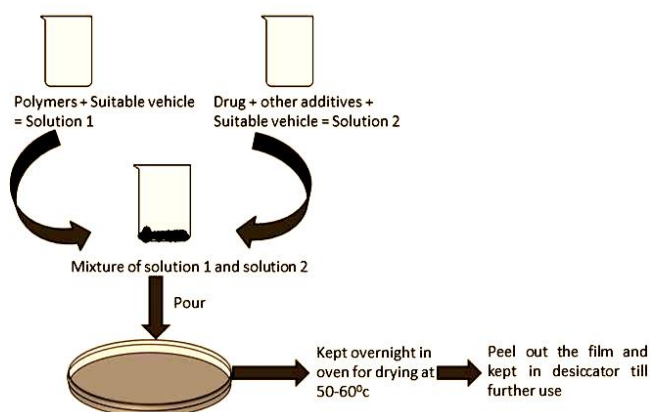 Polymers + Suitable vehicle
= Solution 1
Drug + other additives +
Suitable vehicle = Solution 2
Mixture of solution 1 and solution 2
Pour
Kept overnight in
oven for drying at
50-60⁰c
Peel out the film and
kept in desiccator till
further use